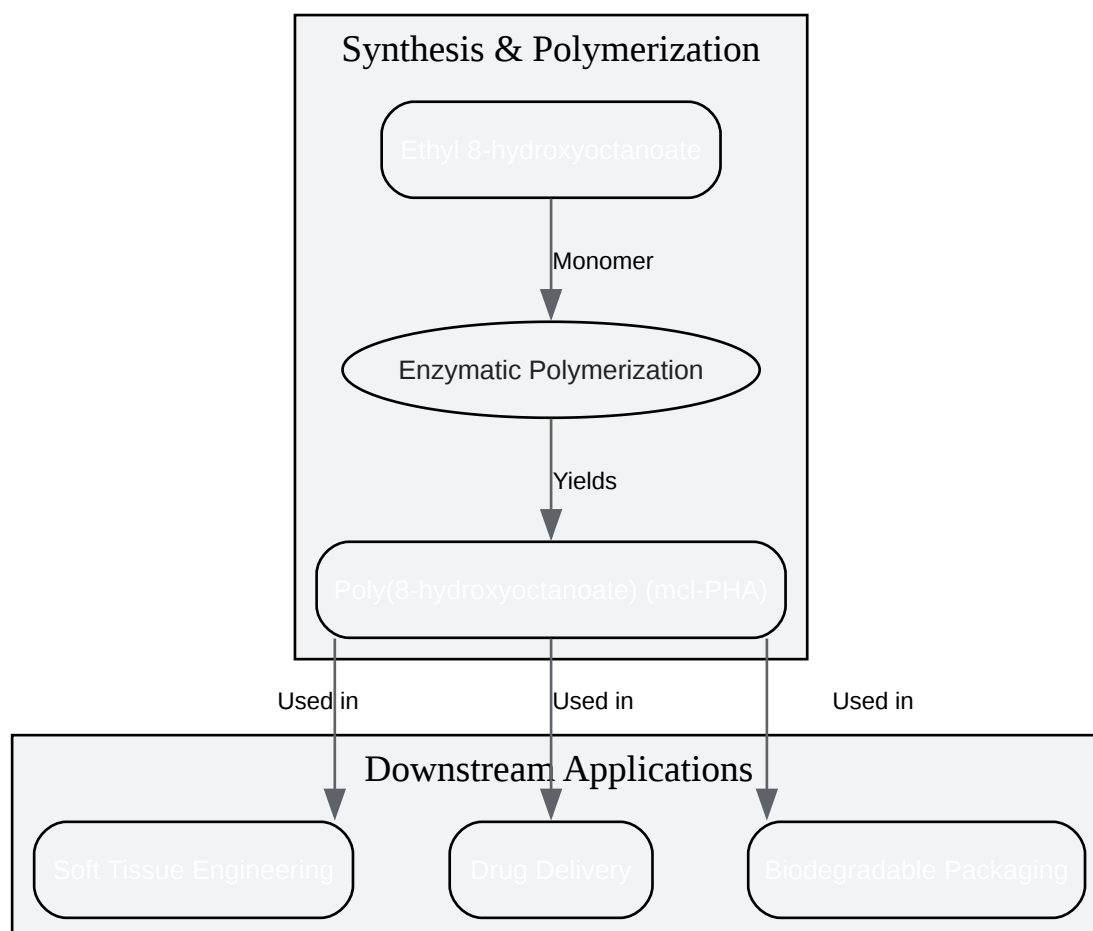 Synthesis & Polymerization
Ethyl 8-hydroxyoctanoate
Monomer
Enzymatic Polymerization
Yields
Poly(8-hydroxyoctanoate) (mcl-PHA)
Used in
Used in
Used in
Downstream Applications
Soft Tissue Engineering
Drug Delivery
Biodegradable Packaging